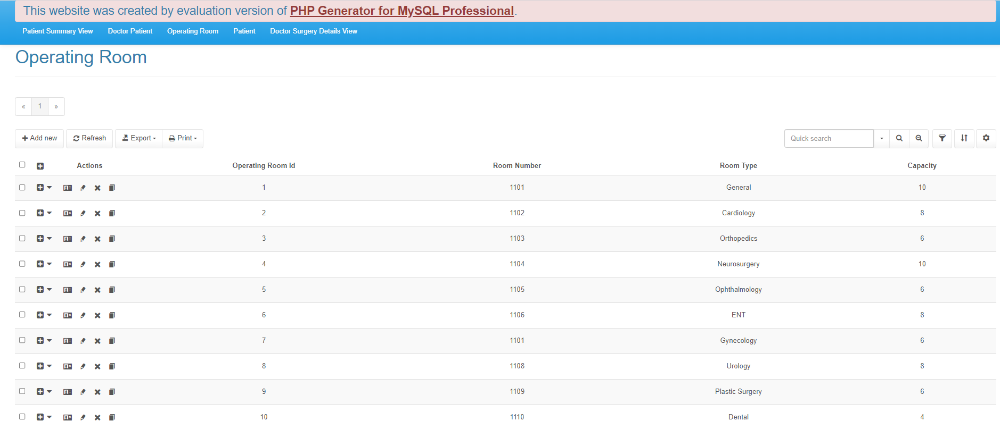 This website was created by evaluation version of PHP Generator for MySQL Professional.
Patient Summary View Doctor Patient Operating Room Patient Doctor Surgery Details View
Operating Room
« 1 »
Add new Refresh Export Print Quick search
Actions Operating Room Id Room Number Room Type Capacity
1 1101 General 10
2 1102 Cardiology 8
3 1103 Orthopedics 6
4 1104 Neurosurgery 10
5 1105 Ophthalmology 6
6 1106 ENT 8
7 1101 Gynecology 6
8 1108 Urology 8
9 1109 Plastic Surgery 6
10 1110 Dental 4